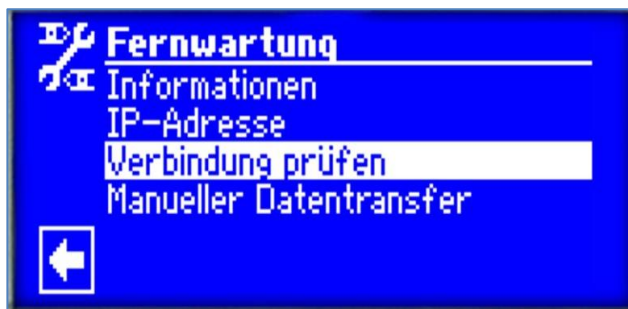 Fernwartung
Informationen
IP-Adresse
Verbindung prüfen
Manueller Datentransfer